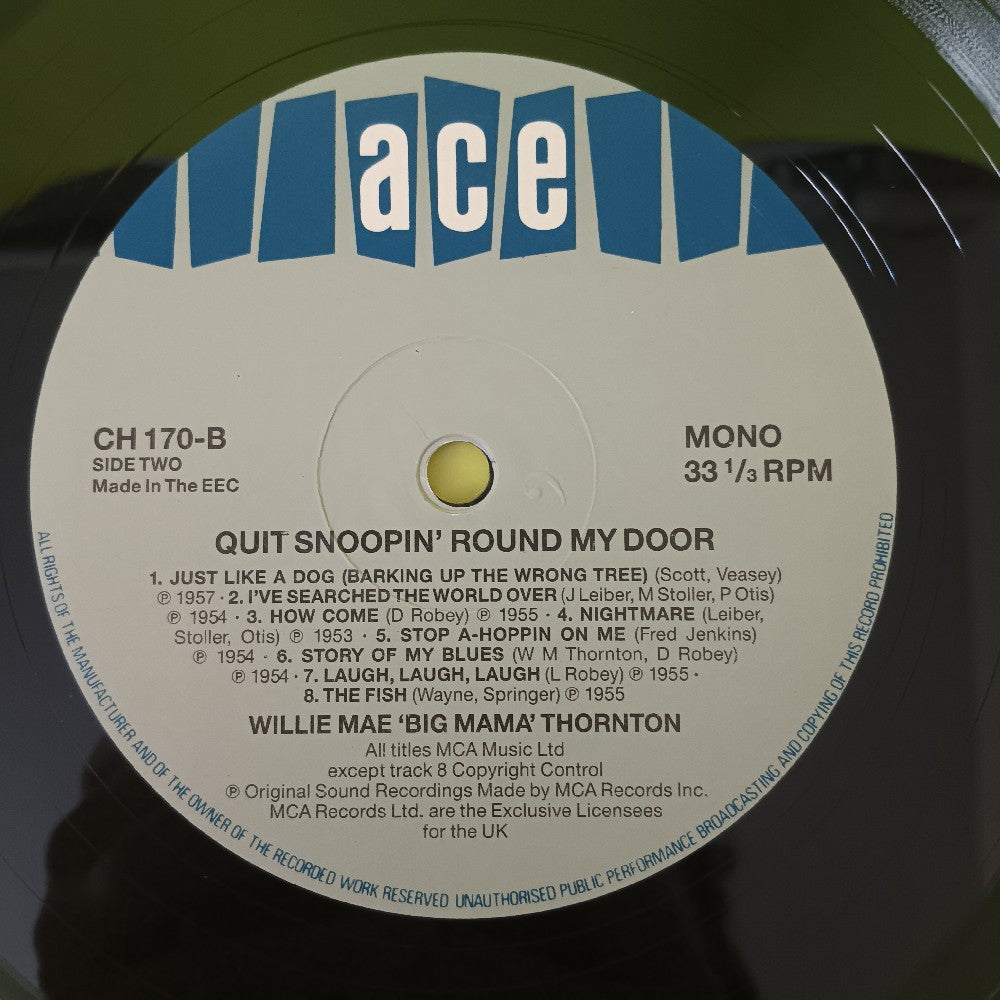 ace
CH 170-B
SIDE TWO
Made In The EEC
MONO
33 1/3 RPM
QUIT SNOOPIN' ROUND MY DOOR
1. JUST LIKE A DOG (BARKING UP THE WRONG TREE) (Scott, Veasey)
℗ 1957 · 2. I'VE SEARCHED THE WORLD OVER (J Leiber, M Stoller, P Otis)
℗ 1954 · 3. HOW COME (D Robey) ℗ 1955 · 4. NIGHTMARE (Leiber,
Stoller, Otis) ℗ 1953 · 5. STOP A-HOPPIN ON ME (Fred Jenkins)
℗ 1954 · 6. STORY OF MY BLUES (W M Thornton, D Robey)
℗ 1954 · 7. LAUGH, LAUGH, LAUGH (L Robey) ℗ 1955 ·
8. THE FISH (Wayne, Springer) ℗ 1955
WILLIE MAE 'BIG MAMA' THORNTON
All titles MCA Music Ltd
except track 8 Copyright Control
℗ Original Sound Recordings Made by MCA Records Inc.
MCA Records Ltd. are the Exclusive Licensees
for the UK
ALL RIGHTS OF THE MANUFACTURER AND OF THE OWNER OF THE RECORDED WORK RESERVED UNAUTHORISED PUBLIC PERFORMANCE BROADCASTING AND COPYING OF THIS RECORD PROHIBITED